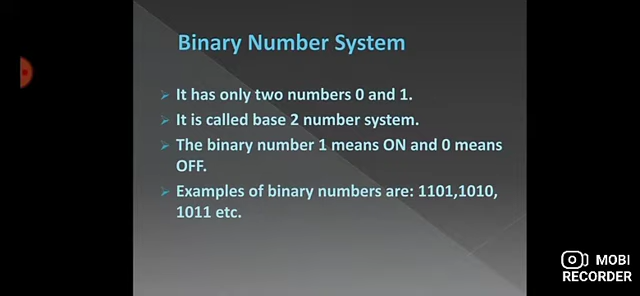 Binary Number System
It has only two numbers 0 and 1.
It is called base 2 number system.
The binary number 1 means ON and 0 means
OFF.
Examples of binary numbers are: 1101,1010,
1011 etc.
MOBI
RECORDER